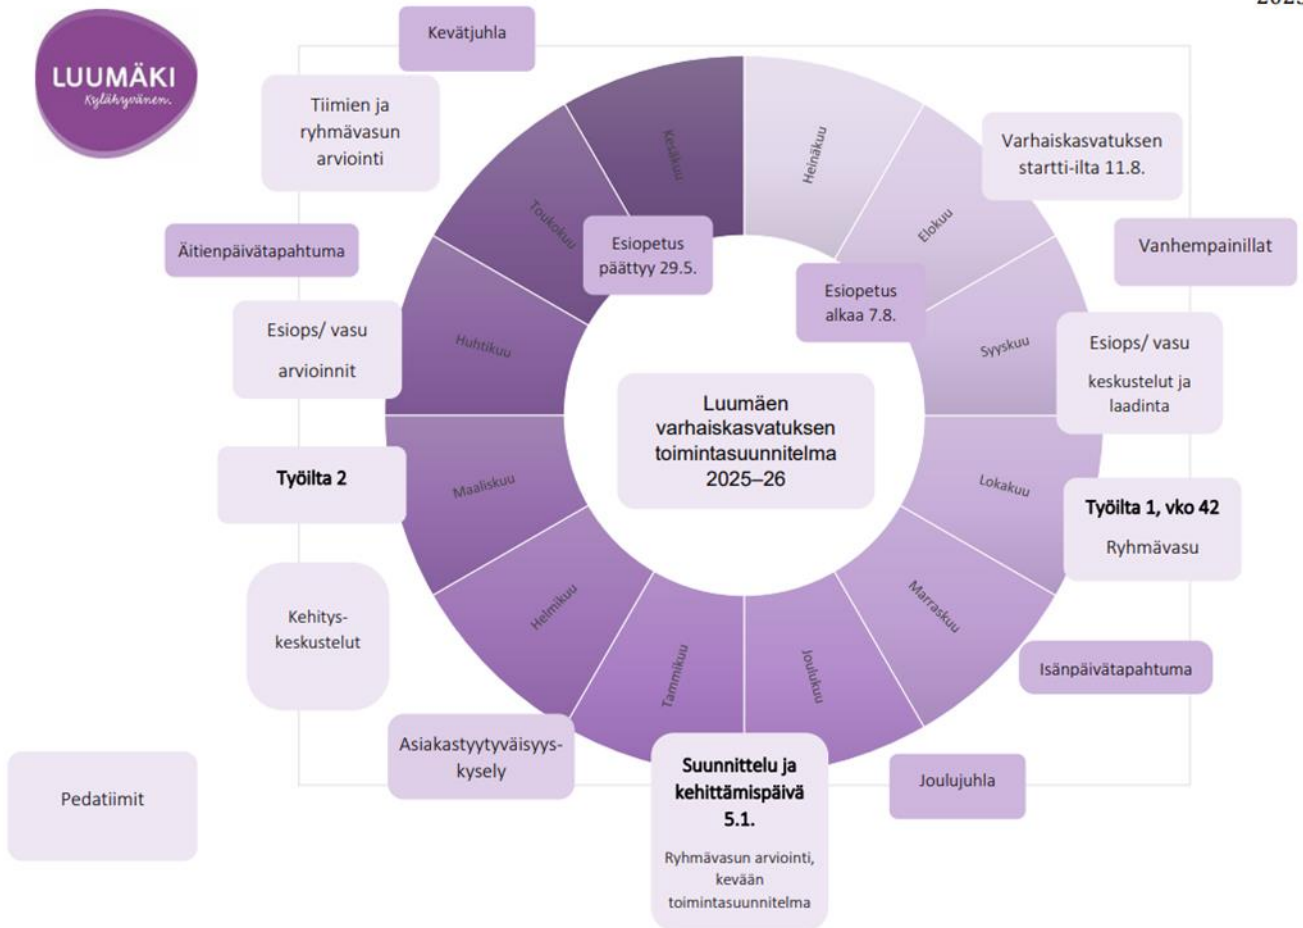 LUUMÄKI
Kylähyvänen.
Kevätjuhla
Tiimien ja
ryhmävasun
arviointi
Äitienpäivätapahtuma
Esiops/ vasu
arvioinnit
Työilta 2
Kehitys-
keskustelut
Pedatiimit
Asiakastyytyväisyys-
kysely
Suunnittelu ja
kehittämispäivä
5.1.
Ryhmävasun arviointi,
kevään
toimintasuunnitelma
Joulujuhla
Isänpäivätapahtuma
Työilta 1, vko 42
Ryhmävasu
Esiops/ vasu
keskustelut ja
laadinta
Vanhempainillat
Varhaiskasvatuksen
startti-ilta 11.8.
Esiopetus
päättyy 29.5.
Esiopetus
alkaa 7.8.
Luumäen
varhaiskasvatuksen
toimintasuunnitelma
2025–26
Heinäkuu
Elokuu
Syyskuu
Lokakuu
Marraskuu
Joulukuu
Tammikuu
Helmikuu
Maaliskuu
Huhtikuu
Toukokuu
Kesäkuu